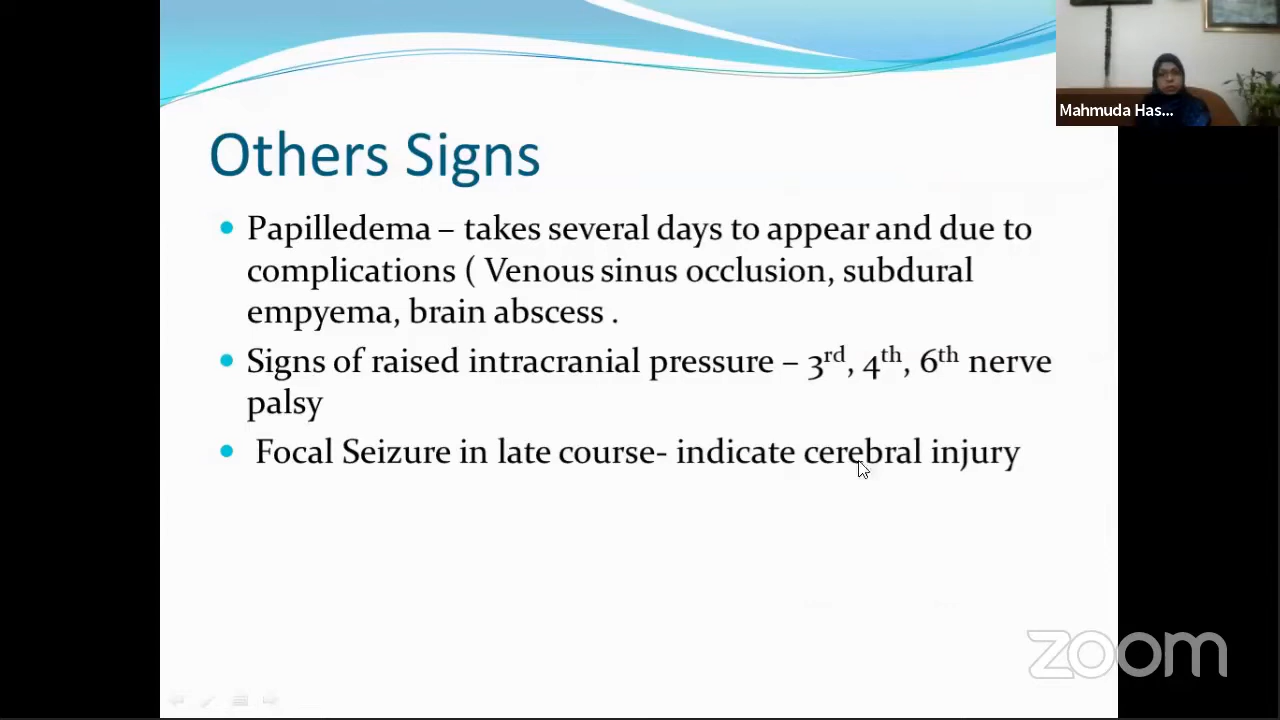 Mahmuda Has...
Others Signs
Papilledema – takes several days to appear and due to
complications ( Venous sinus occlusion, subdural
empyema, brain abscess .
Signs of raised intracranial pressure – 3rd, 4th, 6th nerve
palsy
Focal Seizure in late course- indicate cerebral injury
zoom